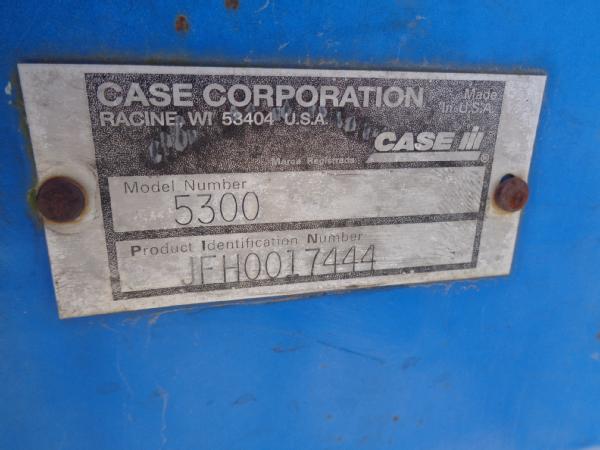 CASE CORPORATION
RACINE, WI 53404 U.S.A.
Made
In U.S.A.
CASE IH
®
Marca Registrada
Model Number
5300
Product Identification Number
JFH0017444